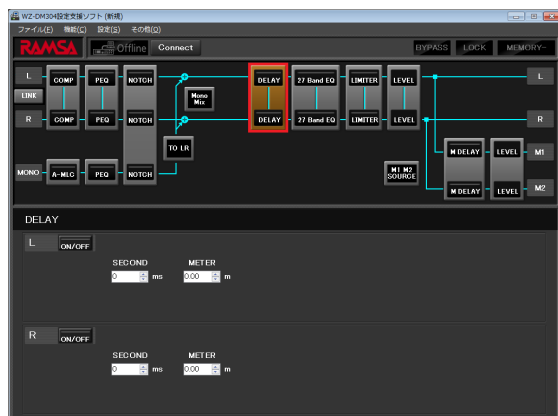 WZ-DM304設定支援ソフト (新規)
ファイル(F) 機能(C) 設定(S) その他(O)
RAMSA Offline Connect BYPASS LOCK MEMORY-
L COMP PEQ NOTCH DELAY 27 Band EQ LIMITER LEVEL L
LINK
Mono Mix
R COMP PEQ NOTCH DELAY 27 Band EQ LIMITER LEVEL R
TO LR
M DELAY LEVEL M1
MONO A-MLC PEQ NOTCH
M1 M2 SOURCE
M DELAY LEVEL M2
DELAY
L ON/OFF
SECOND METER
0 ms 0.00 m
R ON/OFF
SECOND METER
0 ms 0.00 m